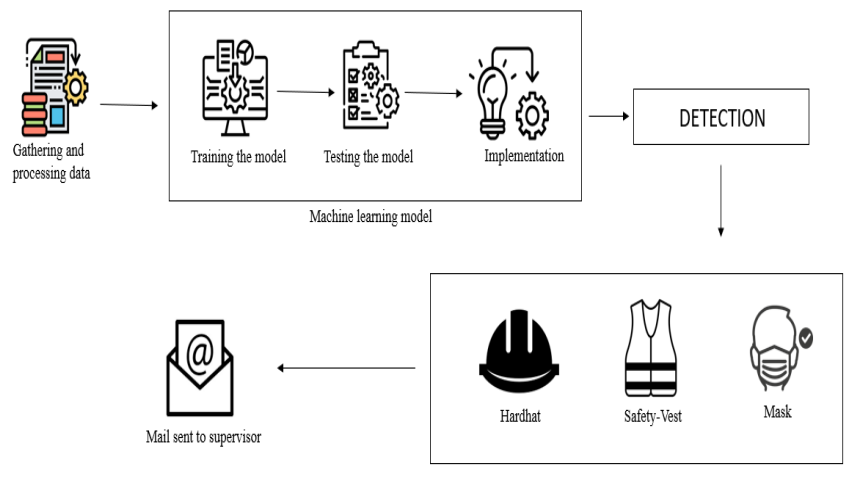 Gathering and
processing data
Training the model
Testing the model
Implementation
Machine learning model
DETECTION
Hardhat
Safety-Vest
Mask
@
Mail sent to supervisor